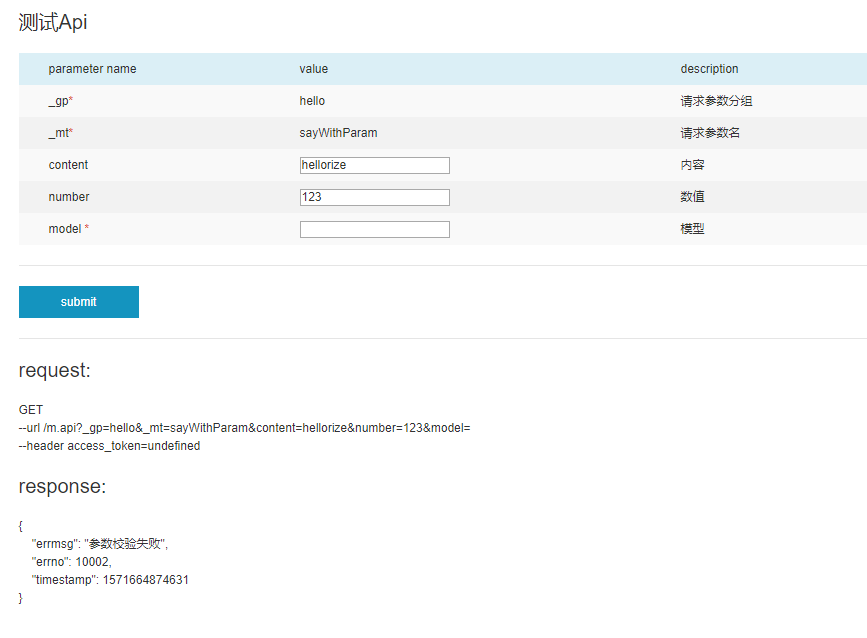 测试Api
parameter name value description
_gp* hello 请求参数分组
_mt* sayWithParam 请求参数名
content hellorize 内容
number 123 数值
model * 模型
submit
request:
GET
--url /m.api?_gp=hello&_mt=sayWithParam&content=hellorize&number=123&model=
--header access_token=undefined
response:
{
"errmsg": "参数校验失败",
"errno": 10002,
"timestamp": 1571664874631
}